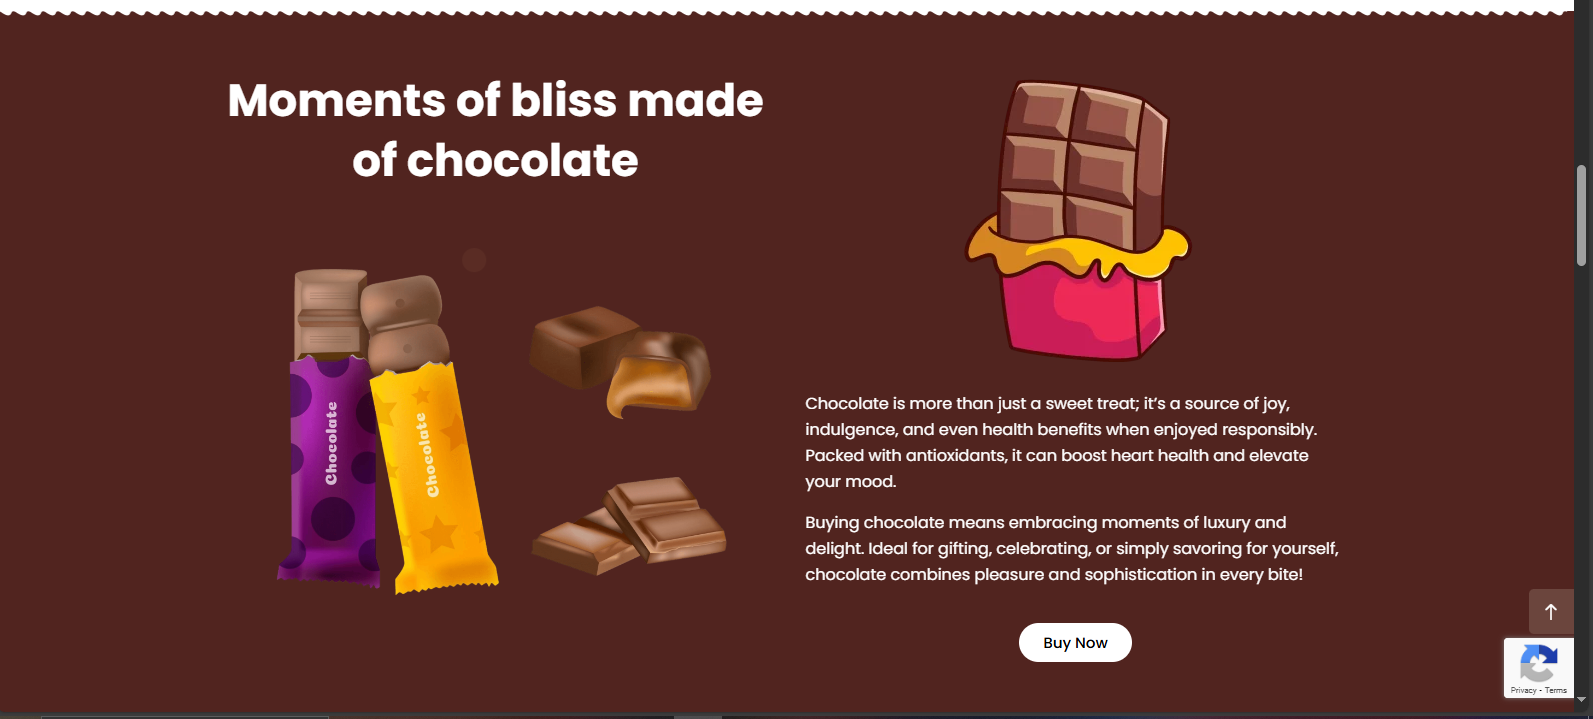 Moments of bliss made
of chocolate
Chocolate
Chocolate
Chocolate is more than just a sweet treat; it’s a source of joy,
indulgence, and even health benefits when enjoyed responsibly.
Packed with antioxidants, it can boost heart health and elevate
your mood.
Buying chocolate means embracing moments of luxury and
delight. Ideal for gifting, celebrating, or simply savoring for yourself,
chocolate combines pleasure and sophistication in every bite!
Buy Now
Privacy - Terms